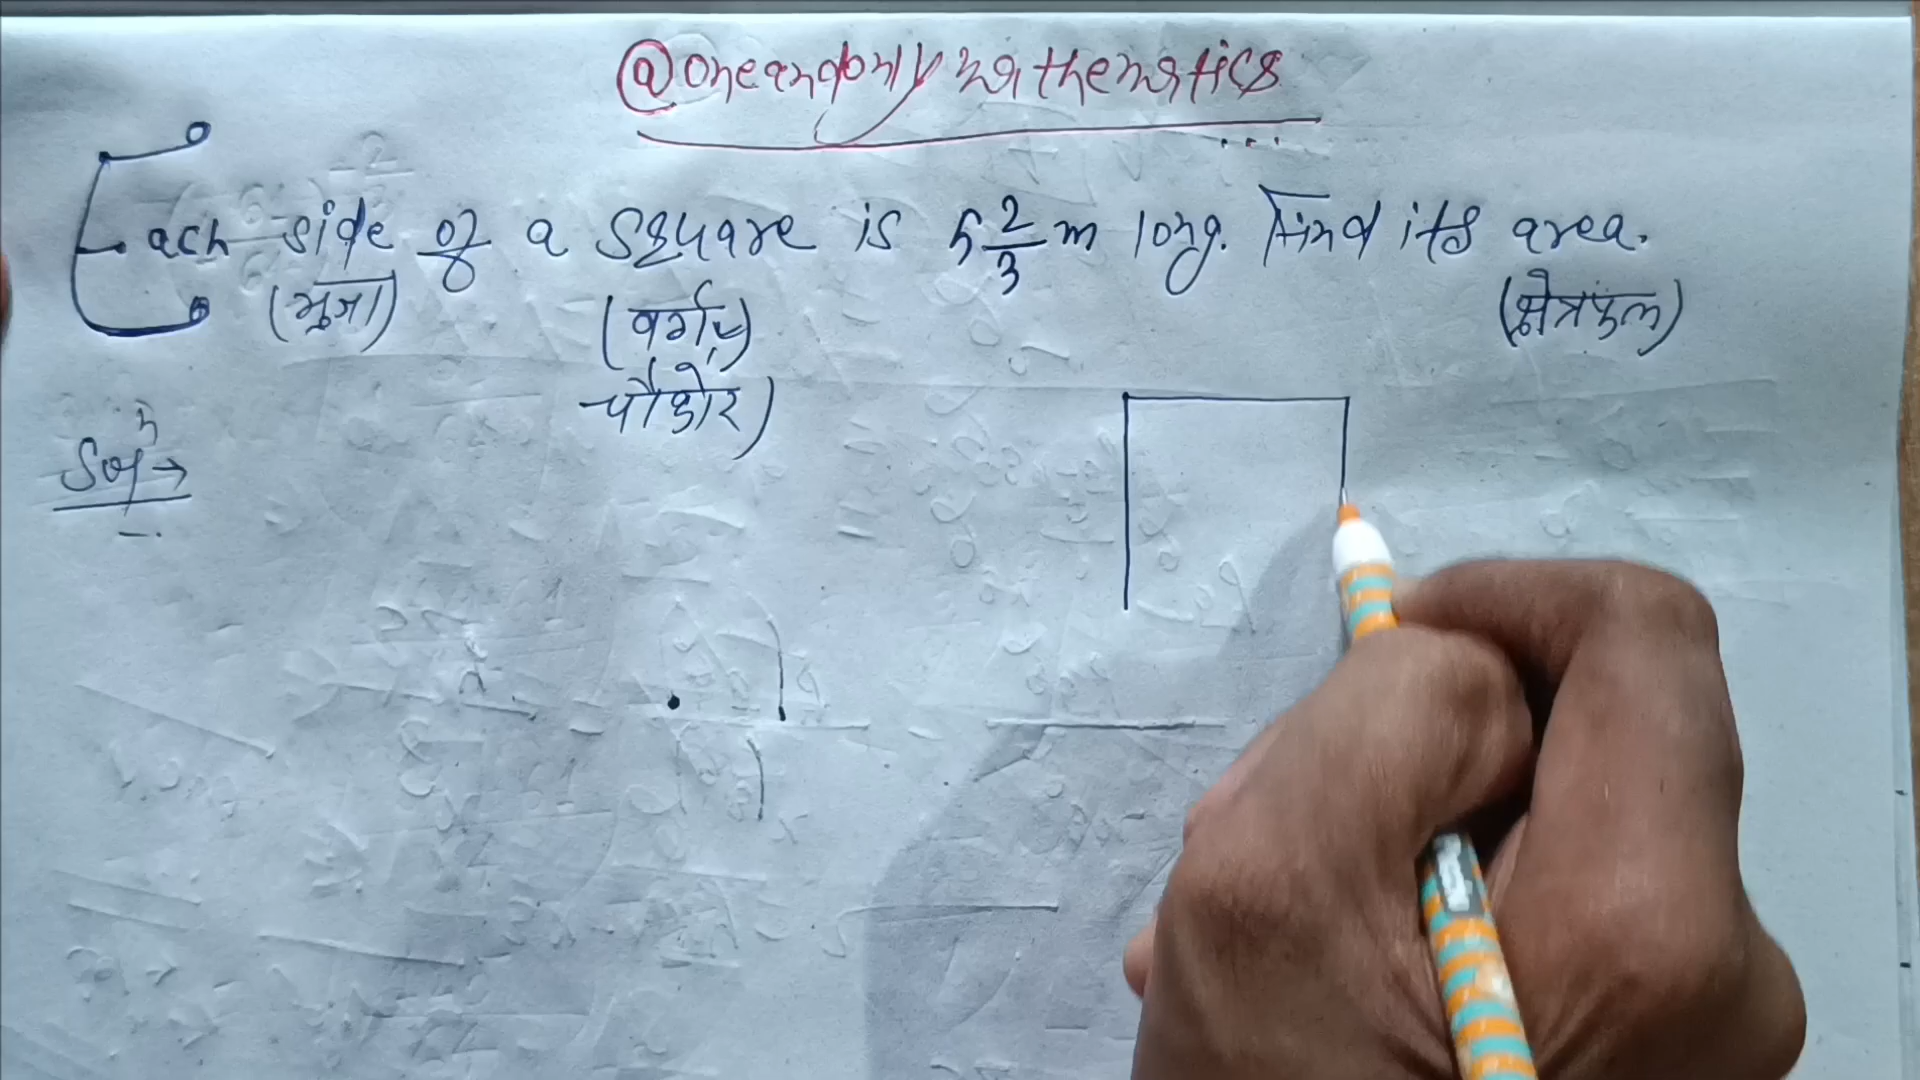 @oneandonlymathematics
Each side of a square is 5 2/3 m long. Find its area.
(भुजा) (वर्ग, (क्षेत्रफल)
चौकोर)
Solⁿ→